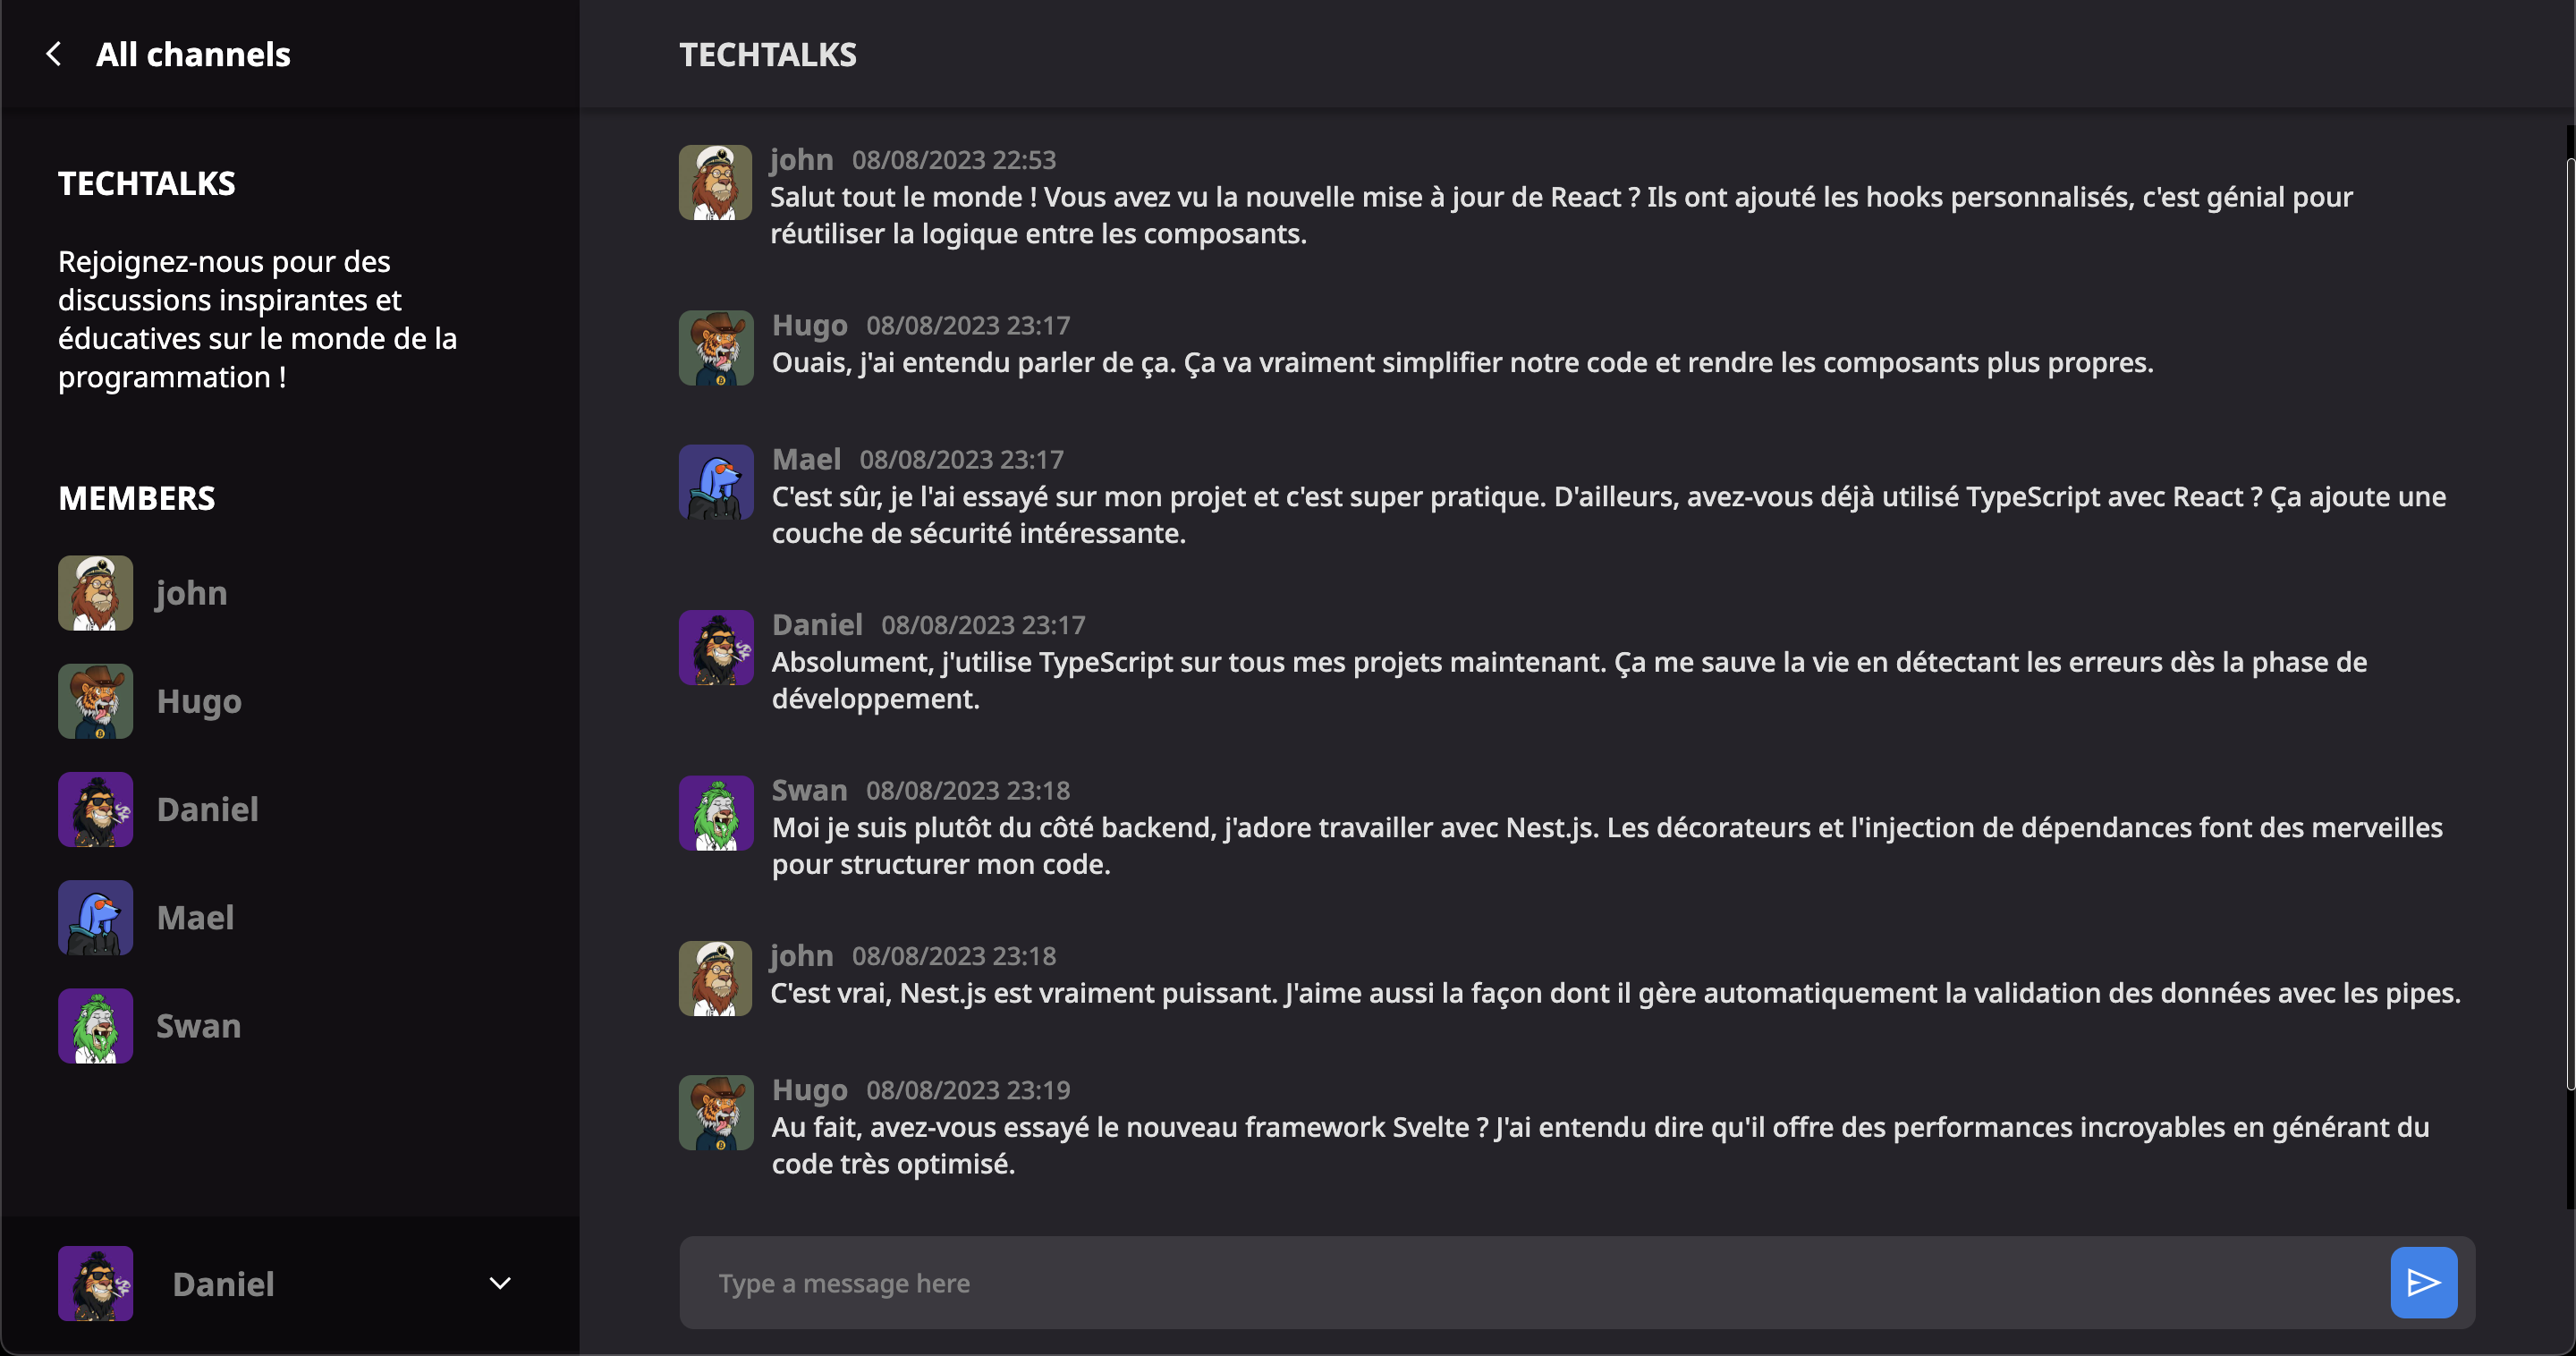 All channels
TECHTALKS
Rejoignez-nous pour des
discussions inspirantes et
éducatives sur le monde de la
programmation !
MEMBERS
john
Hugo
Daniel
Mael
Swan
Daniel
TECHTALKS
john 08/08/2023 22:53
Salut tout le monde ! Vous avez vu la nouvelle mise à jour de React ? Ils ont ajouté les hooks personnalisés, c'est génial pour
réutiliser la logique entre les composants.
Hugo 08/08/2023 23:17
Ouais, j'ai entendu parler de ça. Ça va vraiment simplifier notre code et rendre les composants plus propres.
Mael 08/08/2023 23:17
C'est sûr, je l'ai essayé sur mon projet et c'est super pratique. D'ailleurs, avez-vous déjà utilisé TypeScript avec React ? Ça ajoute une
couche de sécurité intéressante.
Daniel 08/08/2023 23:17
Absolument, j'utilise TypeScript sur tous mes projets maintenant. Ça me sauve la vie en détectant les erreurs dès la phase de
développement.
Swan 08/08/2023 23:18
Moi je suis plutôt du côté backend, j'adore travailler avec Nest.js. Les décorateurs et l'injection de dépendances font des merveilles
pour structurer mon code.
john 08/08/2023 23:18
C'est vrai, Nest.js est vraiment puissant. J'aime aussi la façon dont il gère automatiquement la validation des données avec les pipes.
Hugo 08/08/2023 23:19
Au fait, avez-vous essayé le nouveau framework Svelte ? J'ai entendu dire qu'il offre des performances incroyables en générant du
code très optimisé.
Type a message here